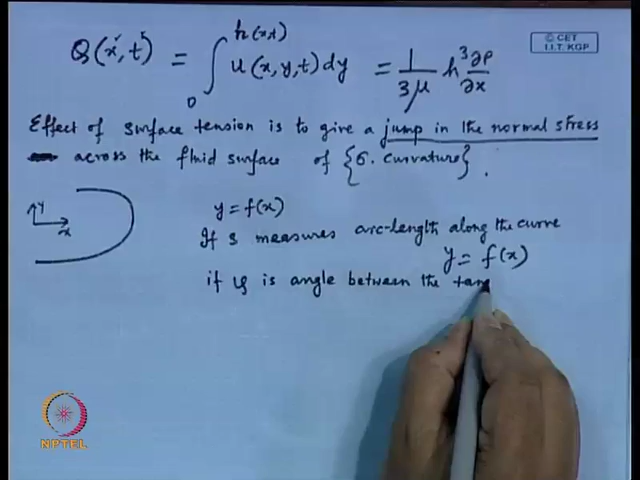 Q(x,t) = ∫₀^{h(x,t)} u(x,y,t) dy = 1/3μ h³ ∂p/∂x
© CET
I.I.T. KGP
Effect of surface tension is to give a jump in the normal stress
across the fluid surface of {σ. curvature}.
y = f(x)
y
x
If s measures arc-length along the curve
y = f(x)
if ψ is angle between the tang
NPTEL